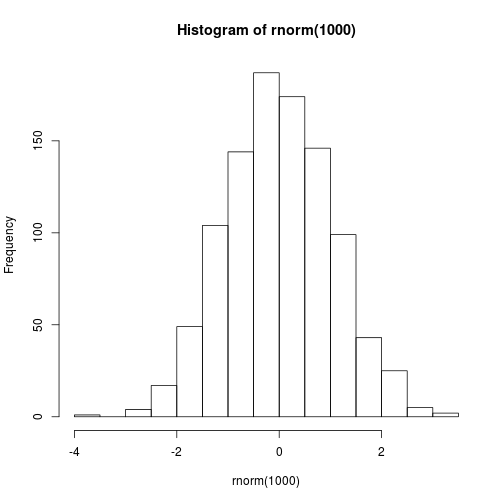 Histogram of rnorm(1000)
Frequency
150
100
50
0
-4 -2 0 2
rnorm(1000)